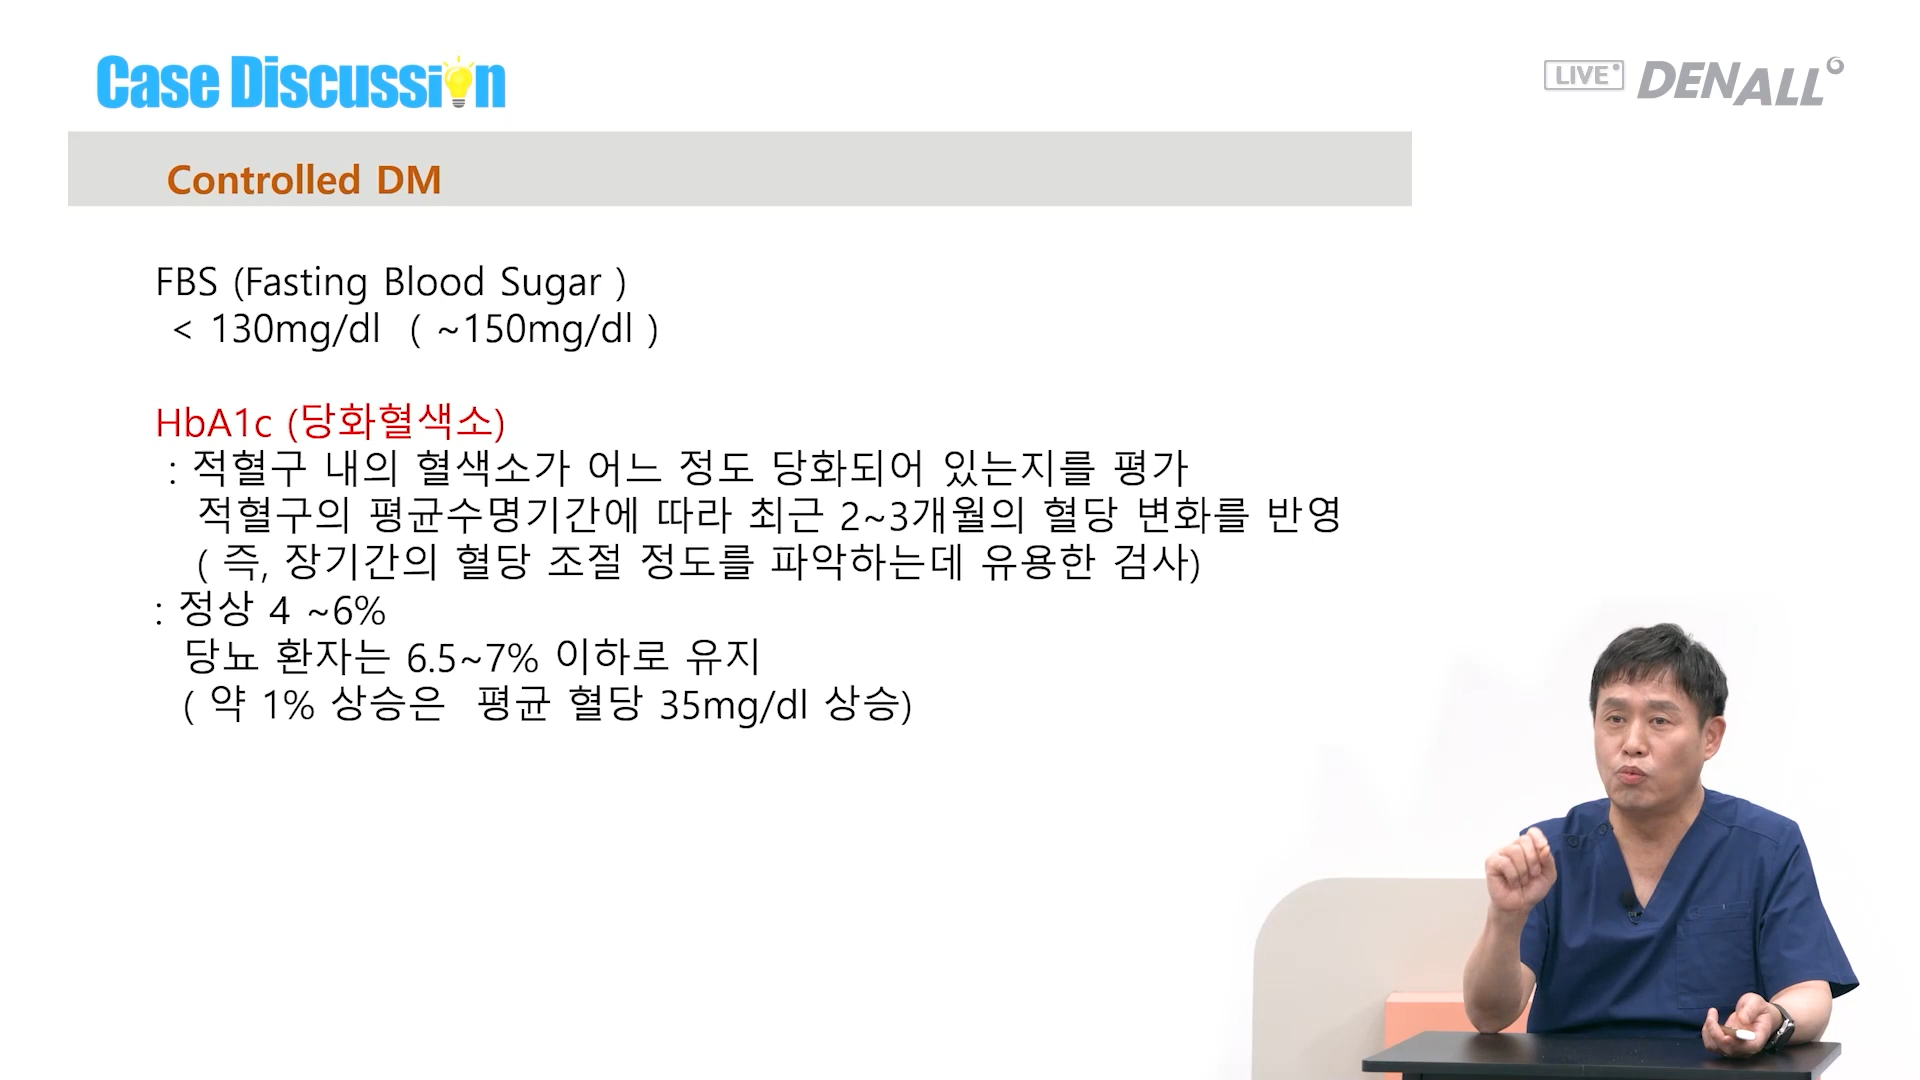 Case Discussion
LIVE DENALL
Controlled DM
FBS (Fasting Blood Sugar )
< 130mg/dl ( ~150mg/dl )
HbA1c (당화혈색소)
: 적혈구 내의 혈색소가 어느 정도 당화되어 있는지를 평가
적혈구의 평균수명기간에 따라 최근 2~3개월의 혈당 변화를 반영
( 즉, 장기간의 혈당 조절 정도를 파악하는데 유용한 검사)
: 정상 4 ~6%
당뇨 환자는 6.5~7% 이하로 유지
( 약 1% 상승은 평균 혈당 35mg/dl 상승)